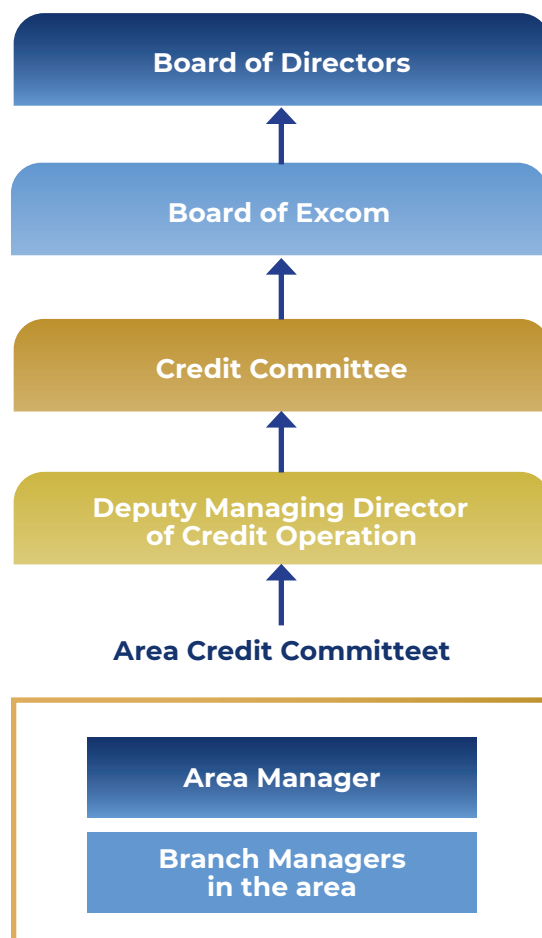 Board of Directors
Board of Excom
Credit Committee
Deputy Managing Director
of Credit Operation
Area Credit Committeet
Area Manager
Branch Managers
in the area